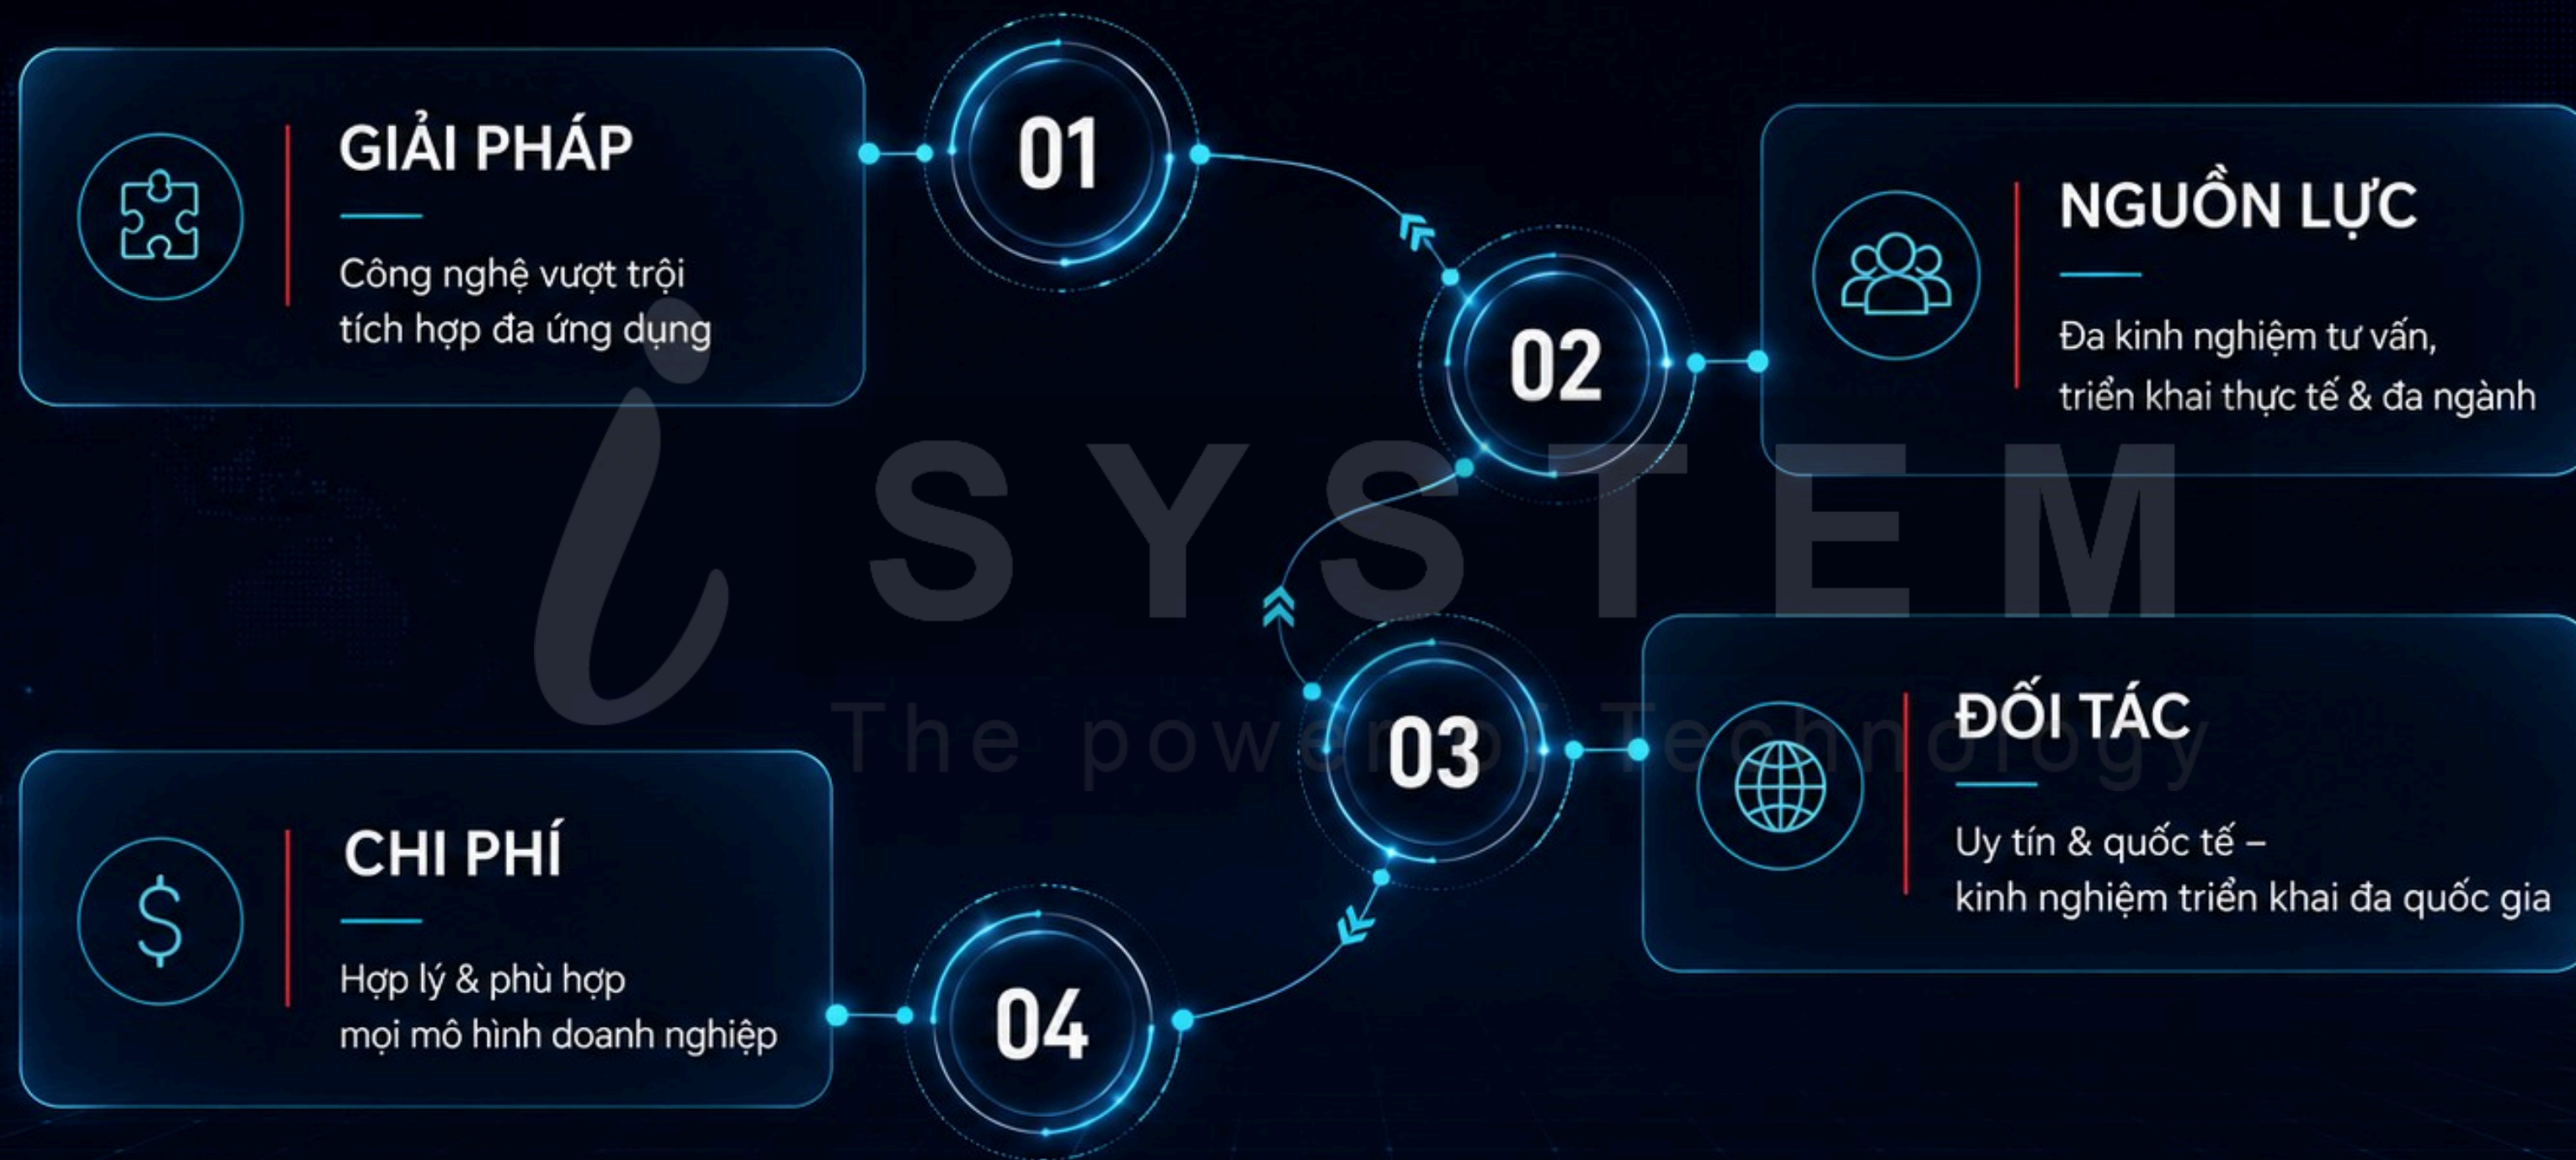 01
GIẢI PHÁP
Công nghệ vượt trội
tích hợp đa ứng dụng
02
NGUỒN LỰC
Đa kinh nghiệm tư vấn,
triển khai thực tế & đa ngành
i SYSTEM
The power of Technology
03
ĐỐI TÁC
Uy tín & quốc tế –
kinh nghiệm triển khai đa quốc gia
04
CHI PHÍ
$
Hợp lý & phù hợp
mọi mô hình doanh nghiệp